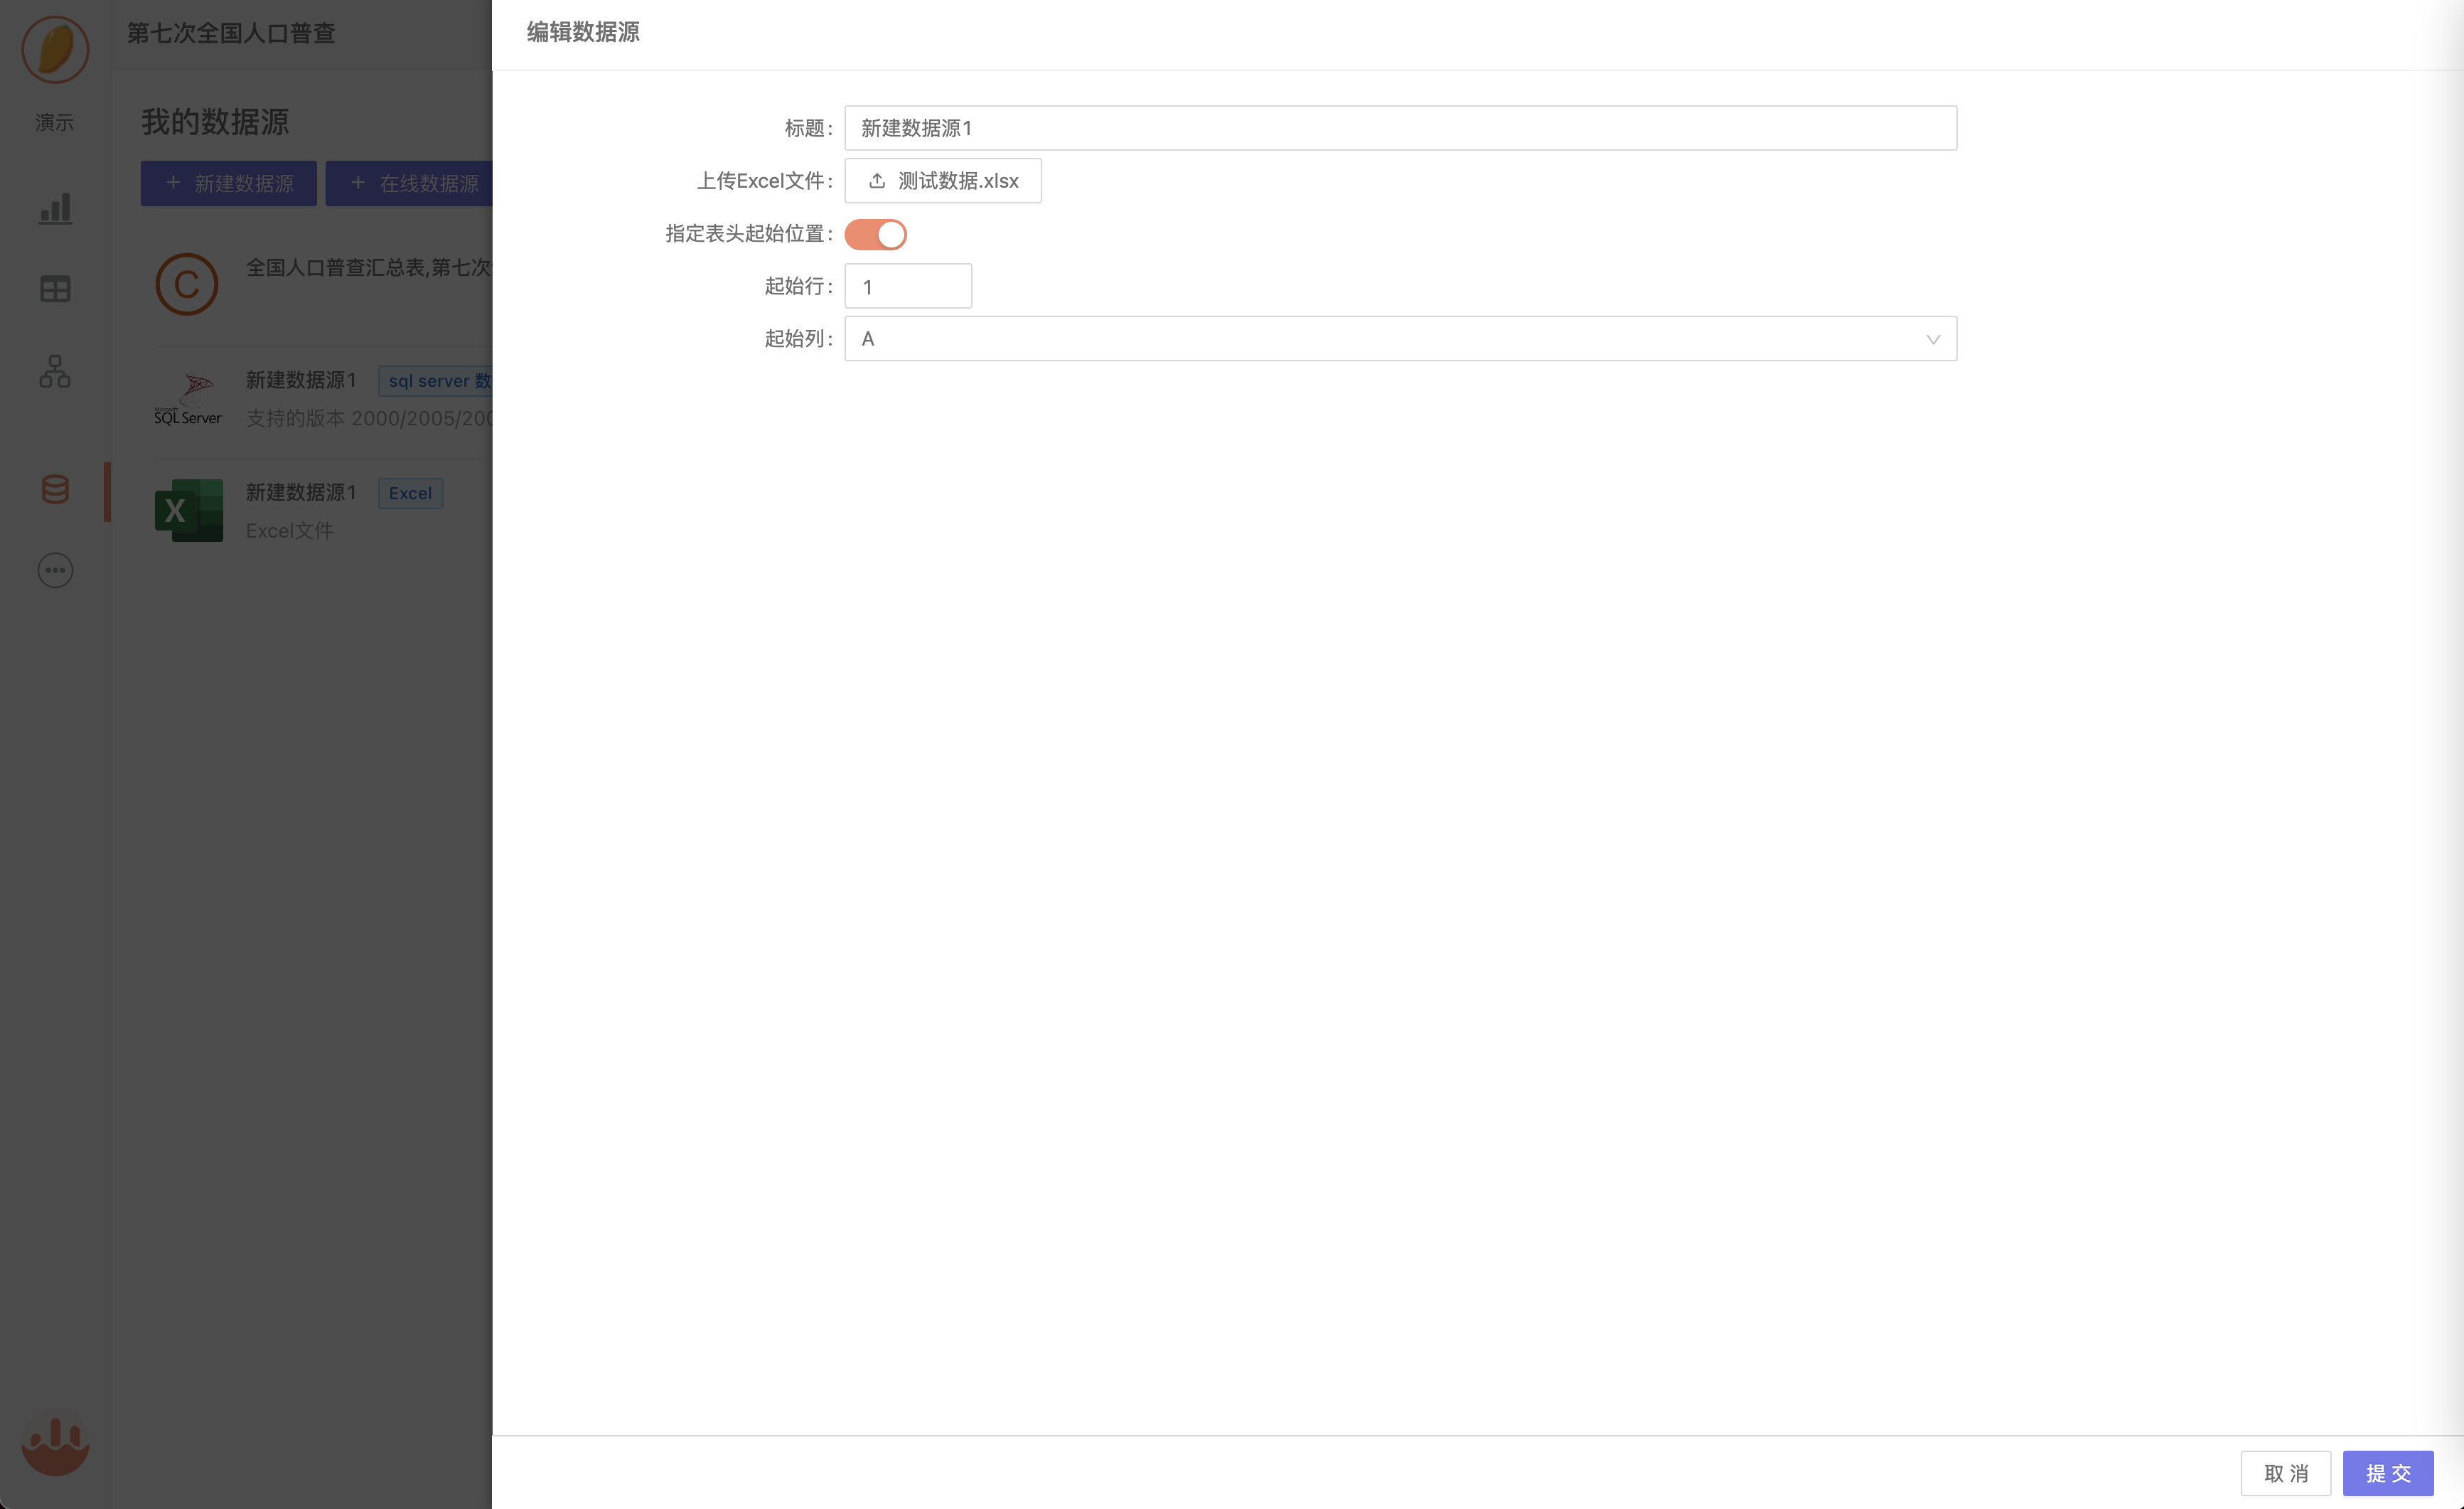 演示
第七次全国人口普查
我的数据源
新建数据源
在线数据源
C
全国人口普查汇总表,第七次
新建数据源1
sql server 数
Microsoft
SQL Server
支持的版本 2000/2005/200
新建数据源1
Excel
X
Excel文件
编辑数据源
标题:
新建数据源1
上传Excel文件:
测试数据.xlsx
指定表头起始位置:
起始行:
1
起始列:
A
取 消
提 交